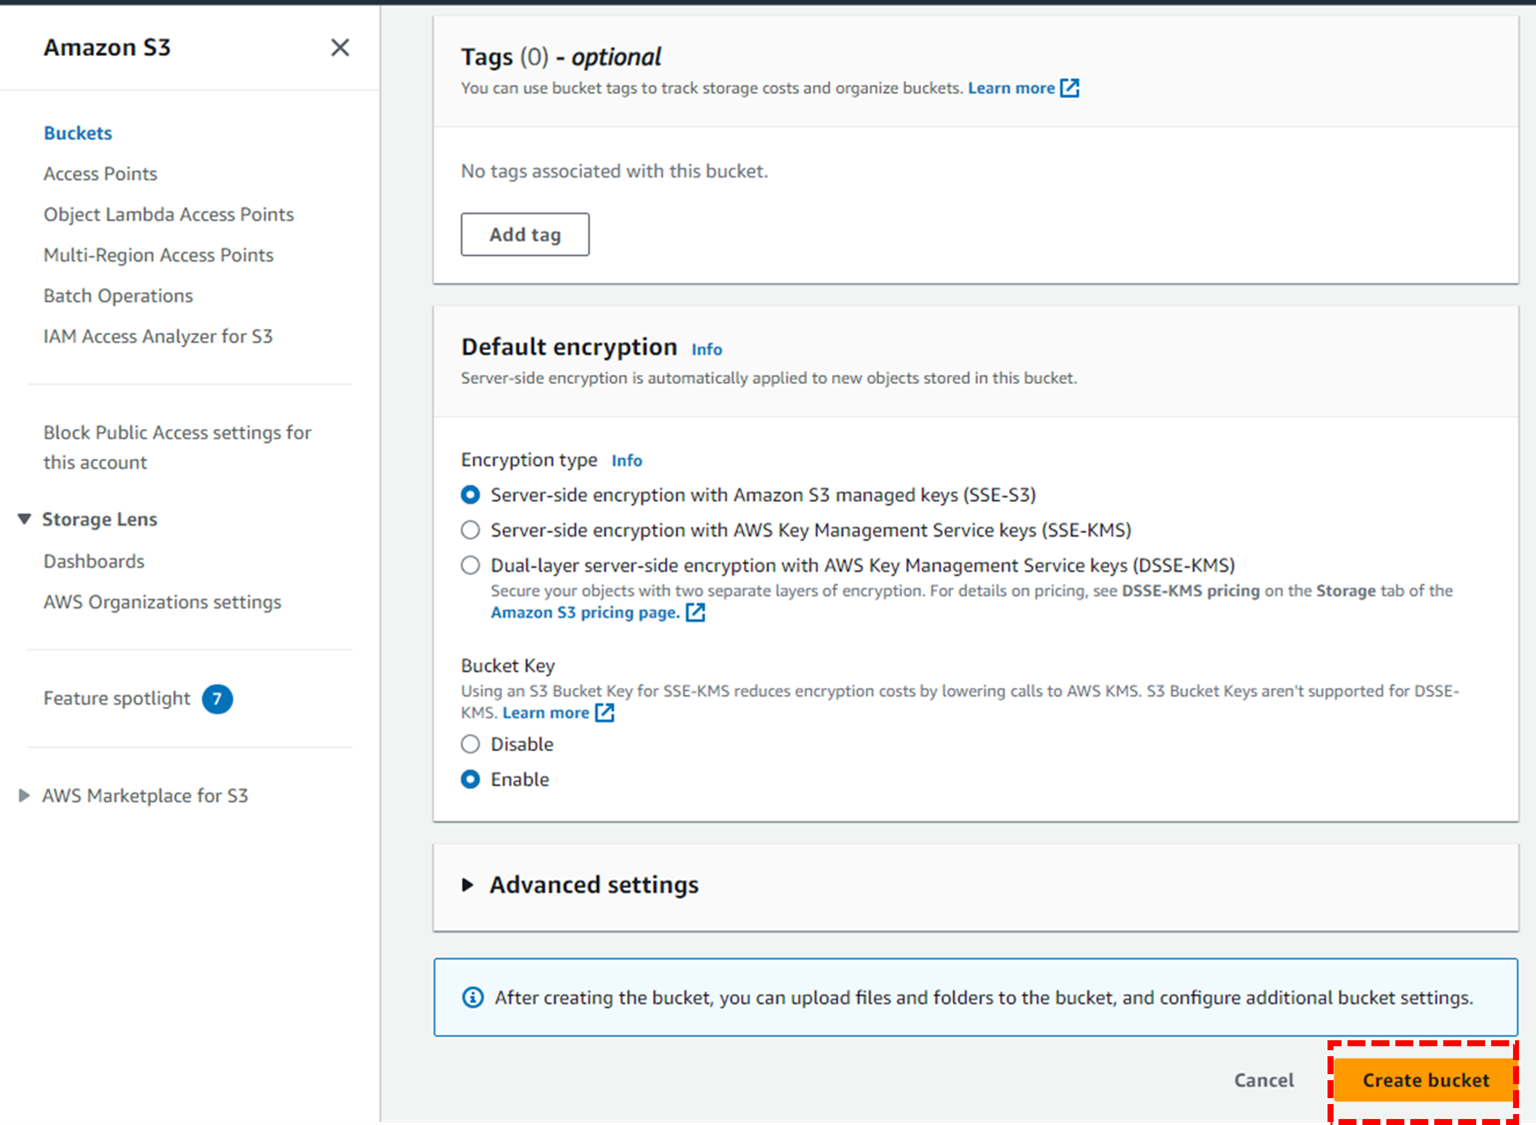 Amazon S3
Buckets
Access Points
Object Lambda Access Points
Multi-Region Access Points
Batch Operations
IAM Access Analyzer for S3
Block Public Access settings for
this account
Storage Lens
Dashboards
AWS Organizations settings
Feature spotlight 7
AWS Marketplace for S3
Tags (0) - optional
You can use bucket tags to track storage costs and organize buckets. Learn more
No tags associated with this bucket.
Add tag
Default encryption Info
Server-side encryption is automatically applied to new objects stored in this bucket.
Encryption type Info
Server-side encryption with Amazon S3 managed keys (SSE-S3)
Server-side encryption with AWS Key Management Service keys (SSE-KMS)
Dual-layer server-side encryption with AWS Key Management Service keys (DSSE-KMS)
Secure your objects with two separate layers of encryption. For details on pricing, see DSSE-KMS pricing on the Storage tab of the
Amazon S3 pricing page.
Bucket Key
Using an S3 Bucket Key for SSE-KMS reduces encryption costs by lowering calls to AWS KMS. S3 Bucket Keys aren't supported for DSSE-
KMS. Learn more
Disable
Enable
Advanced settings
After creating the bucket, you can upload files and folders to the bucket, and configure additional bucket settings.
Cancel
Create bucket